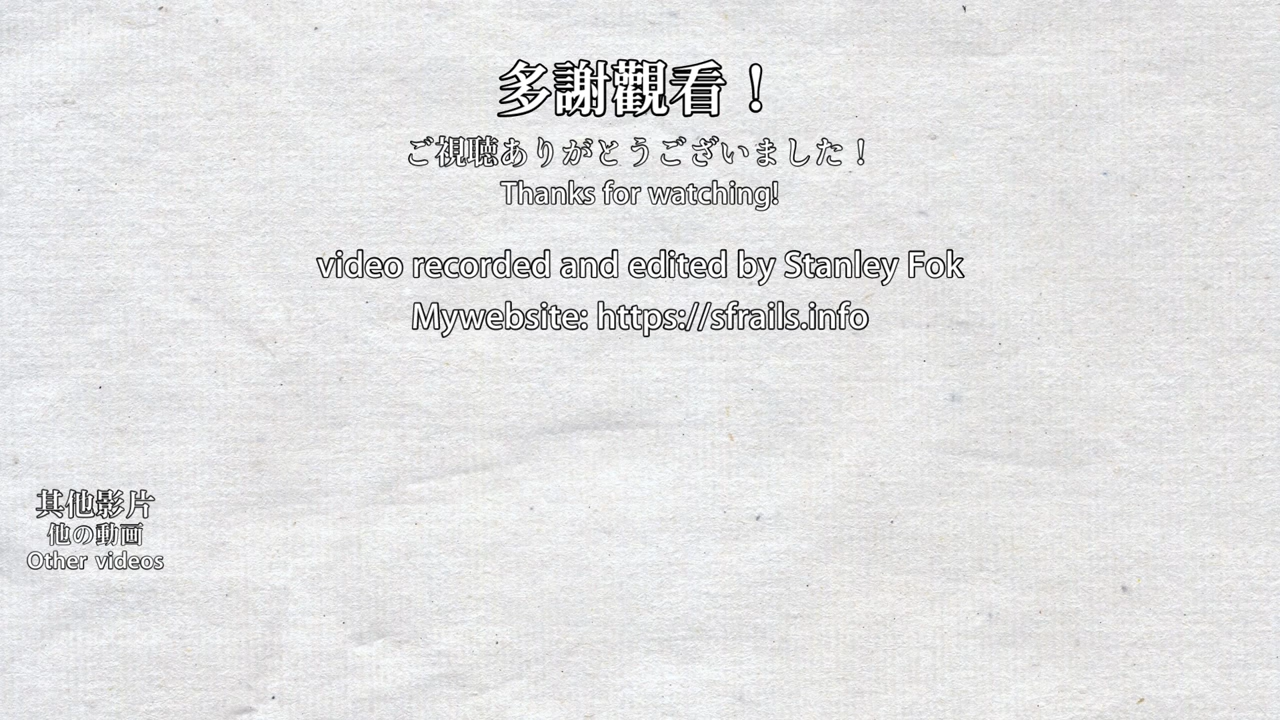 多謝觀看！
ご視聴ありがとうございました！
Thanks for watching!
video recorded and edited by Stanley Fok
Mywebsite: https://sfrails.info
其他影片
他の動画
Other videos